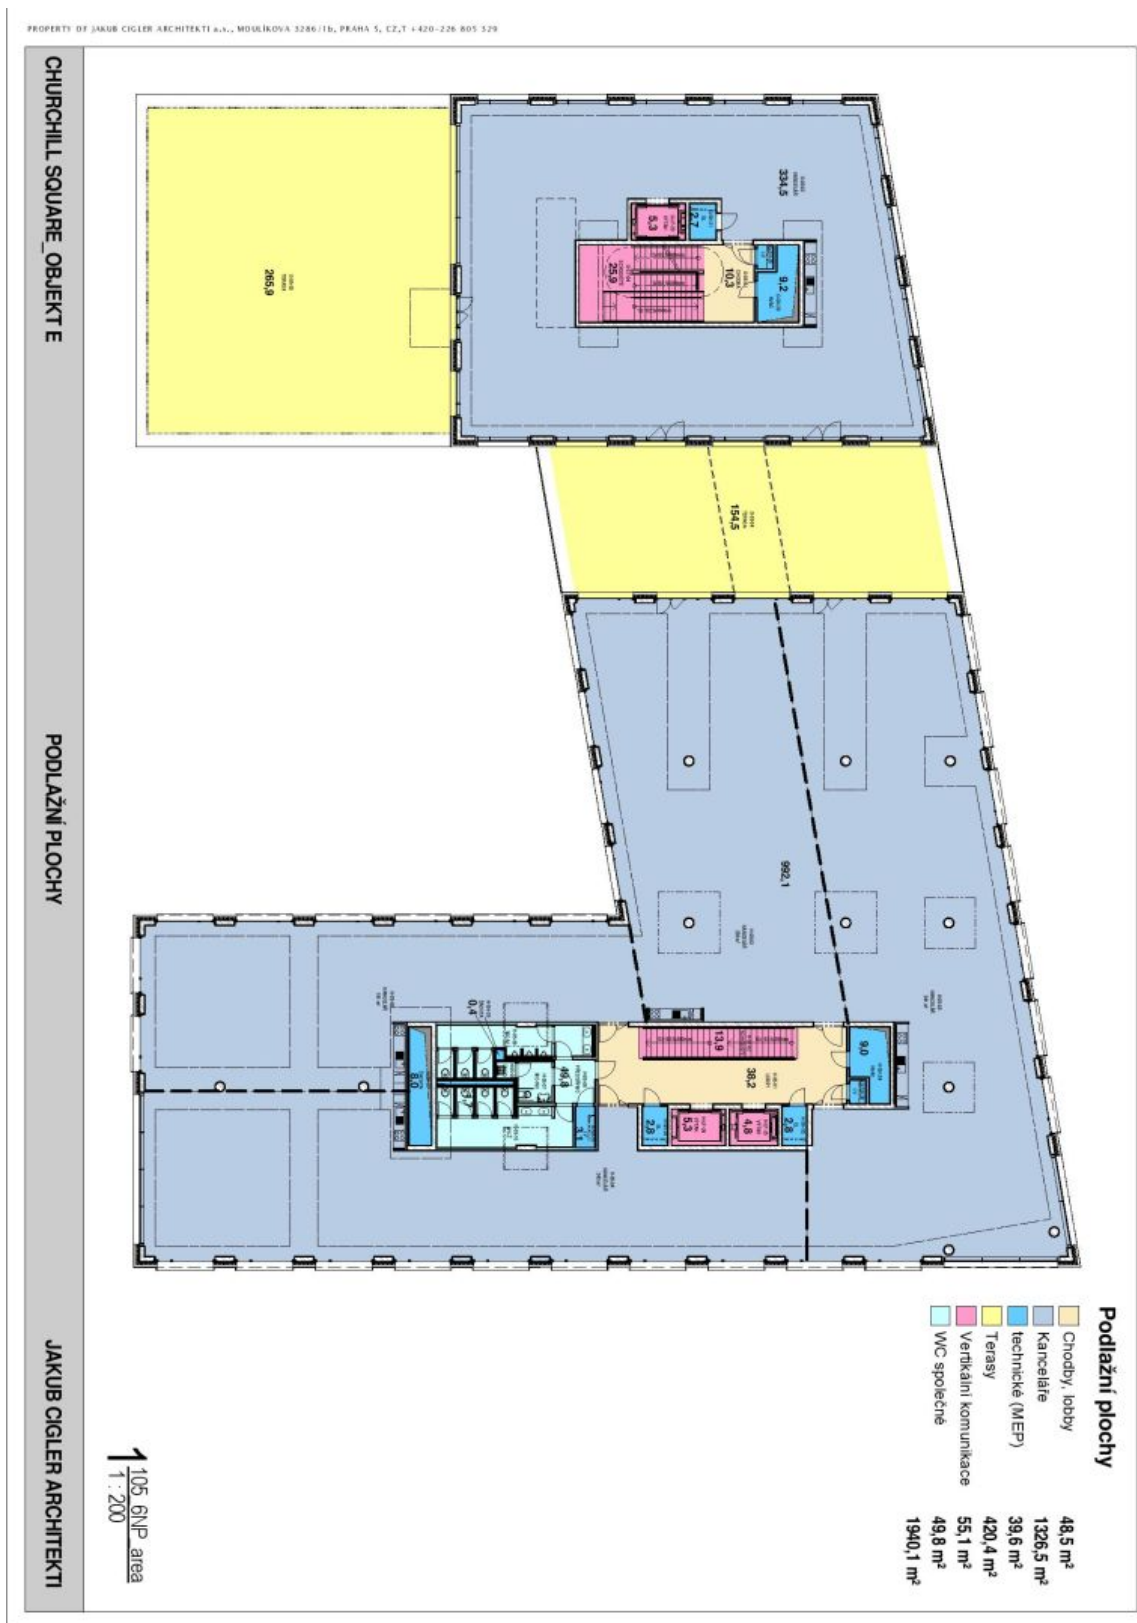 PROPERTY OF JAKUB CIGLER ARCHITEKTI a.s., MOULÍKOVA 3286/1b, PRAHA 5, CZ,T +420-226 805 329
CHURCHILL SQUARE_OBJEKT E
PODLAŽNÍ PLOCHY
JAKUB CIGLER ARCHITEKTI
334,5
5,3
2,7
25,9
10,3
9,2
265,9
154,5
992,1
0,4
13,9
38,2
9,0
49,8
8,0
3,1
2,8
5,3
4,8
2,8
Podlažní plochy
Chodby, lobby 48,5 m²
Kanceláře 1326,5 m²
technické (MEP) 39,6 m²
Terasy 420,4 m²
Vertikální komunikace 55,1 m²
WC společné 49,8 m²
1940,1 m²
1 105_6NP_area
1 : 200